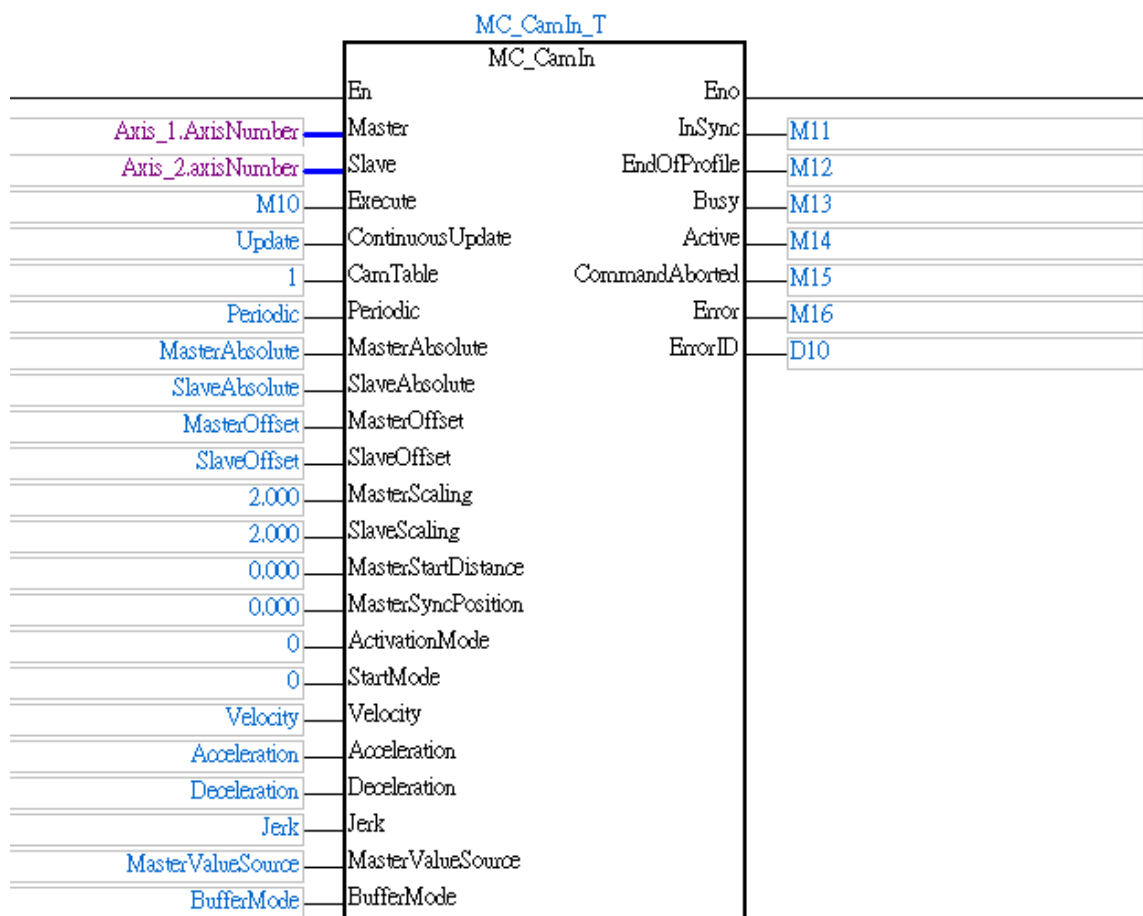 MC_CamIn_T
MC_CamIn
En Eno
Axis_1.AxisNumber Master InSync M11
Axis_2.axisNumber Slave EndOfProfile M12
M10 Execute Busy M13
Update ContinuousUpdate Active M14
1 CamTable CommandAborted M15
Periodic Periodic Error M16
MasterAbsolute MasterAbsolute ErrorID D10
SlaveAbsolute SlaveAbsolute
MasterOffset MasterOffset
SlaveOffset SlaveOffset
2.000 MasterScaling
2.000 SlaveScaling
0.000 MasterStartDistance
0.000 MasterSyncPosition
0 ActivationMode
0 StartMode
Velocity Velocity
Acceleration Acceleration
Deceleration Deceleration
Jerk Jerk
MasterValueSource MasterValueSource
BufferMode BufferMode